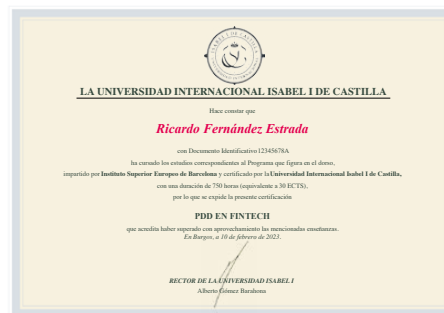 ISABEL I DE CASTILLA
LA UNIVERSIDAD INTERNACIONAL ISABEL I DE CASTILLA
Hace constar que
Ricardo Fernández Estrada
con Documento Identificativo 12345678A
ha cursado los estudios correspondientes al Programa que figura en el dorso,
impartido por Instituto Superior Europeo de Barcelona y certificado por la Universidad Internacional Isabel I de Castilla,
con una duración de 750 horas (equivalente a 30 ECTS),
por lo que se expide la presente certificación
PDD EN FINTECH
que acredita haber superado con aprovechamiento las mencionadas enseñanzas.
En Burgos, a 10 de febrero de 2023.
RECTOR DE LA UNIVERSIDAD ISABEL I
Alberto Gómez Barahona